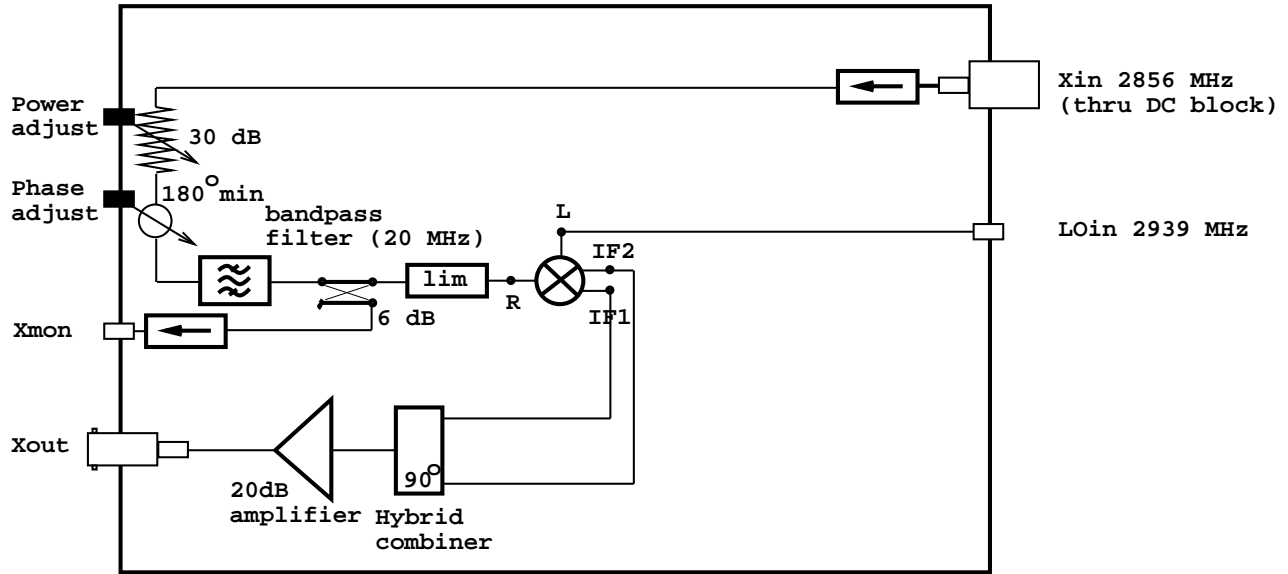 Xin 2856 MHz
(thru DC block)
Power
adjust
30 dB
180° min
Phase
adjust
bandpass
filter (20 MHz)
L
LOin 2939 MHz
IF2
lim
R
IF1
6 dB
Xmon
Xout
90°
20dB
amplifier
Hybrid
combiner